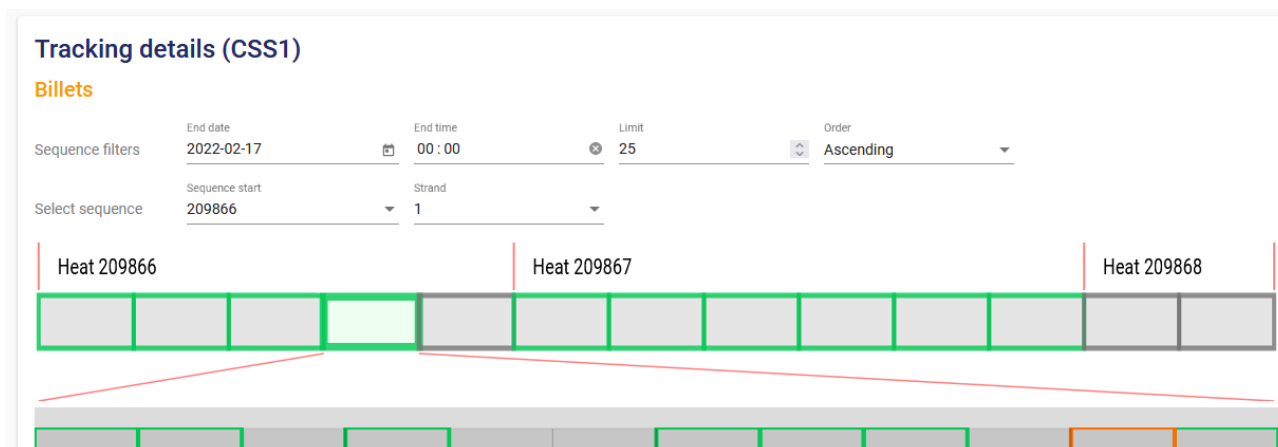 Tracking details (CSS1)
Billets
End date End time Limit Order
Sequence filters 2022-02-17 00 : 00 25 Ascending
Sequence start Strand
Select sequence 209866 1
Heat 209866 Heat 209867 Heat 209868